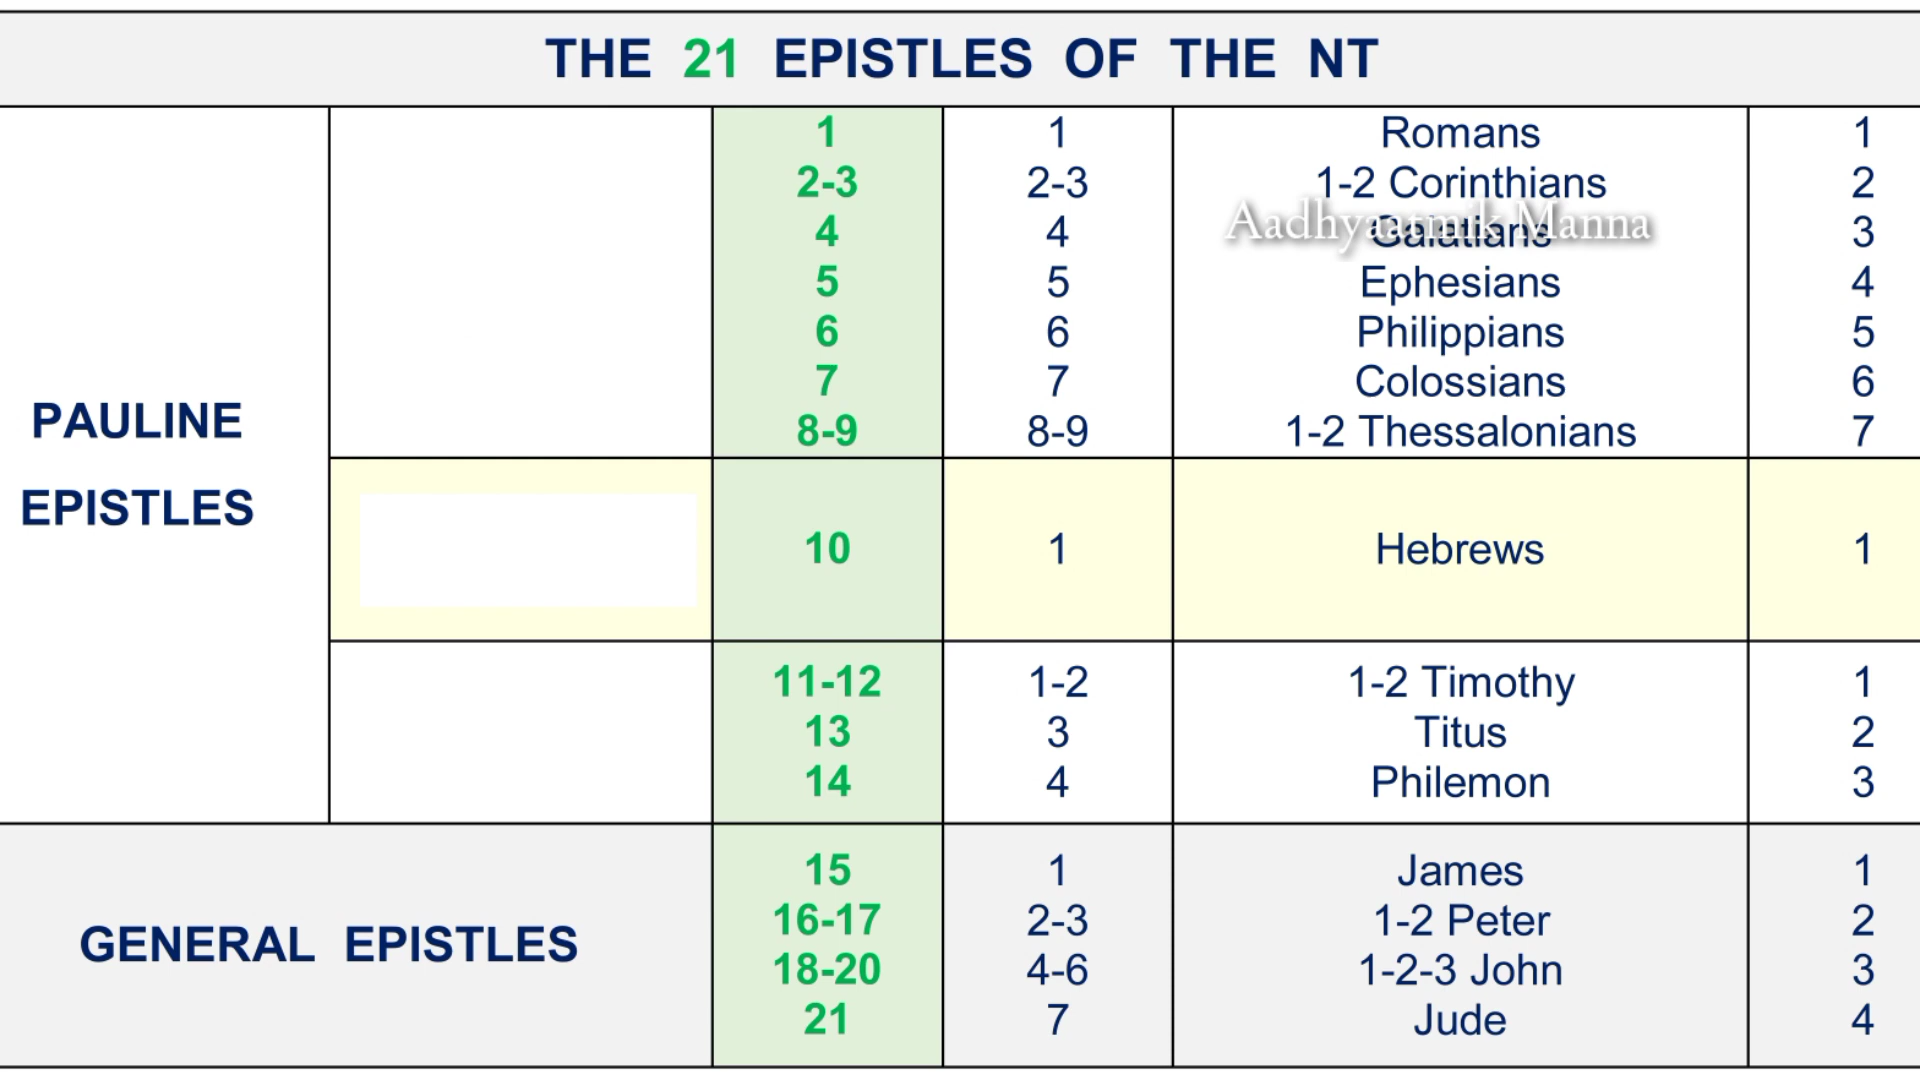 THE 21 EPISTLES OF THE NT
PAULINE
EPISTLES
1 1 Romans 1
2-3 2-3 1-2 Corinthians 2
Aadhyaatmik Manna
4 4 Galatians 3
5 5 Ephesians 4
6 6 Philippians 5
7 7 Colossians 6
8-9 8-9 1-2 Thessalonians 7
10 1 Hebrews 1
11-12 1-2 1-2 Timothy 1
13 3 Titus 2
14 4 Philemon 3
GENERAL EPISTLES
15 1 James 1
16-17 2-3 1-2 Peter 2
18-20 4-6 1-2-3 John 3
21 7 Jude 4